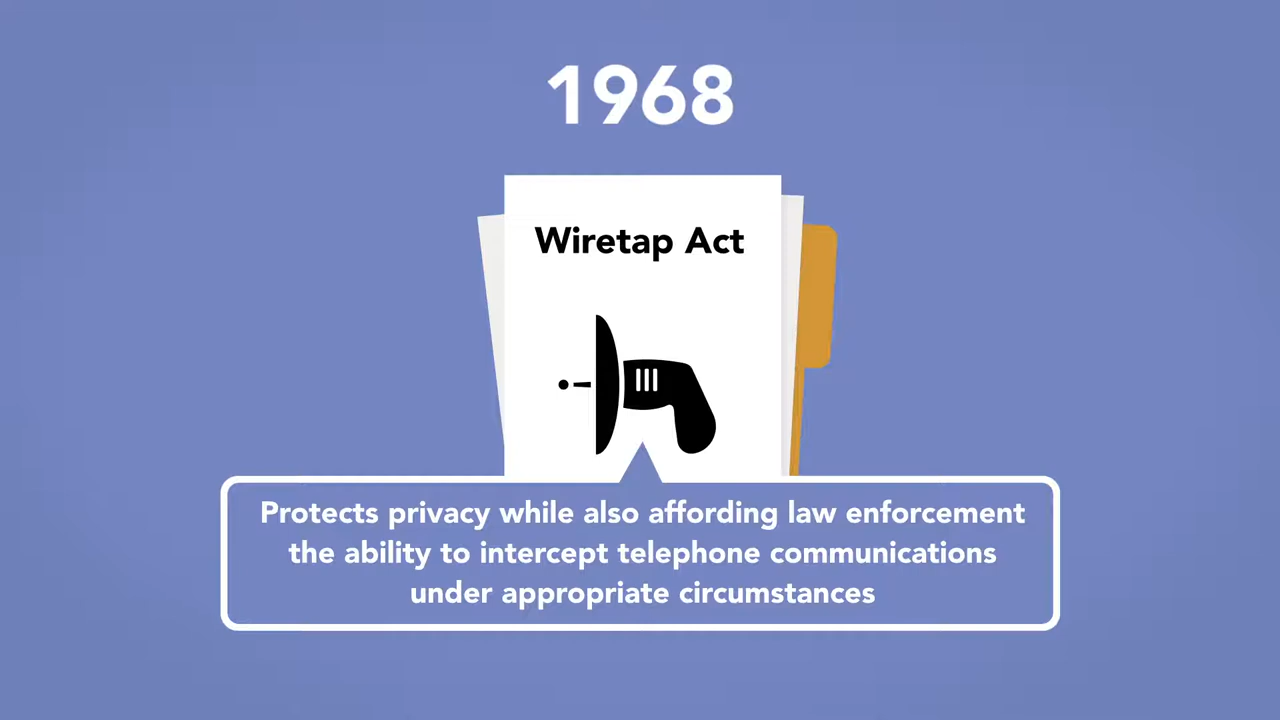 1968
Wiretap Act
Protects privacy while also affording law enforcement
the ability to intercept telephone communications
under appropriate circumstances